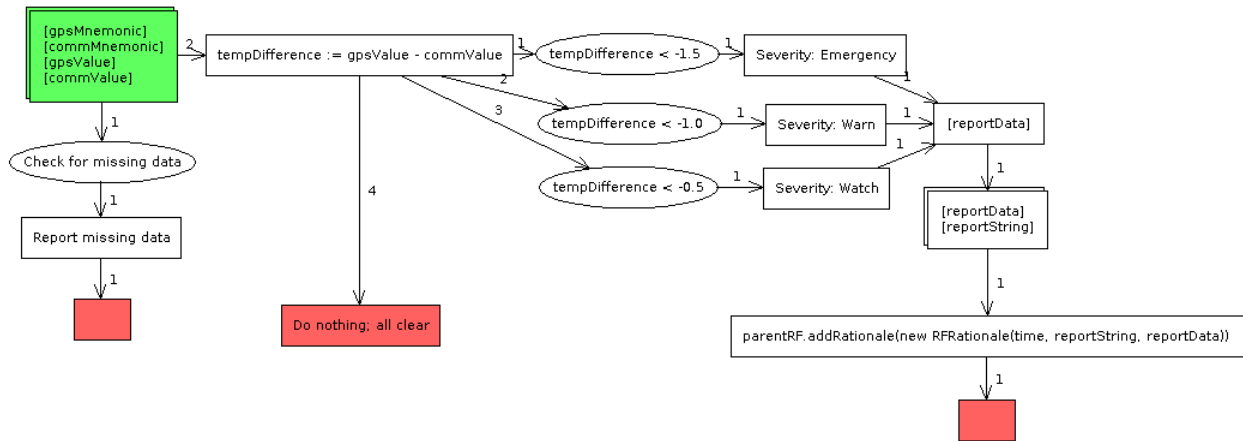 [gpsMnemonic]
[commMnemonic]
[gpsValue]
[commValue]
2
tempDifference := gpsValue - commValue
1
tempDifference < -1.5
1
Severity: Emergency
1
2
tempDifference < -1.0
1
Severity: Warn
1
[reportData]
3
tempDifference < -0.5
1
Severity: Watch
1
1
Check for missing data
1
Report missing data
1
4
Do nothing; all clear
1
[reportData]
[reportString]
1
parentRF.addRationale(new RFRationale(time, reportString, reportData))
1